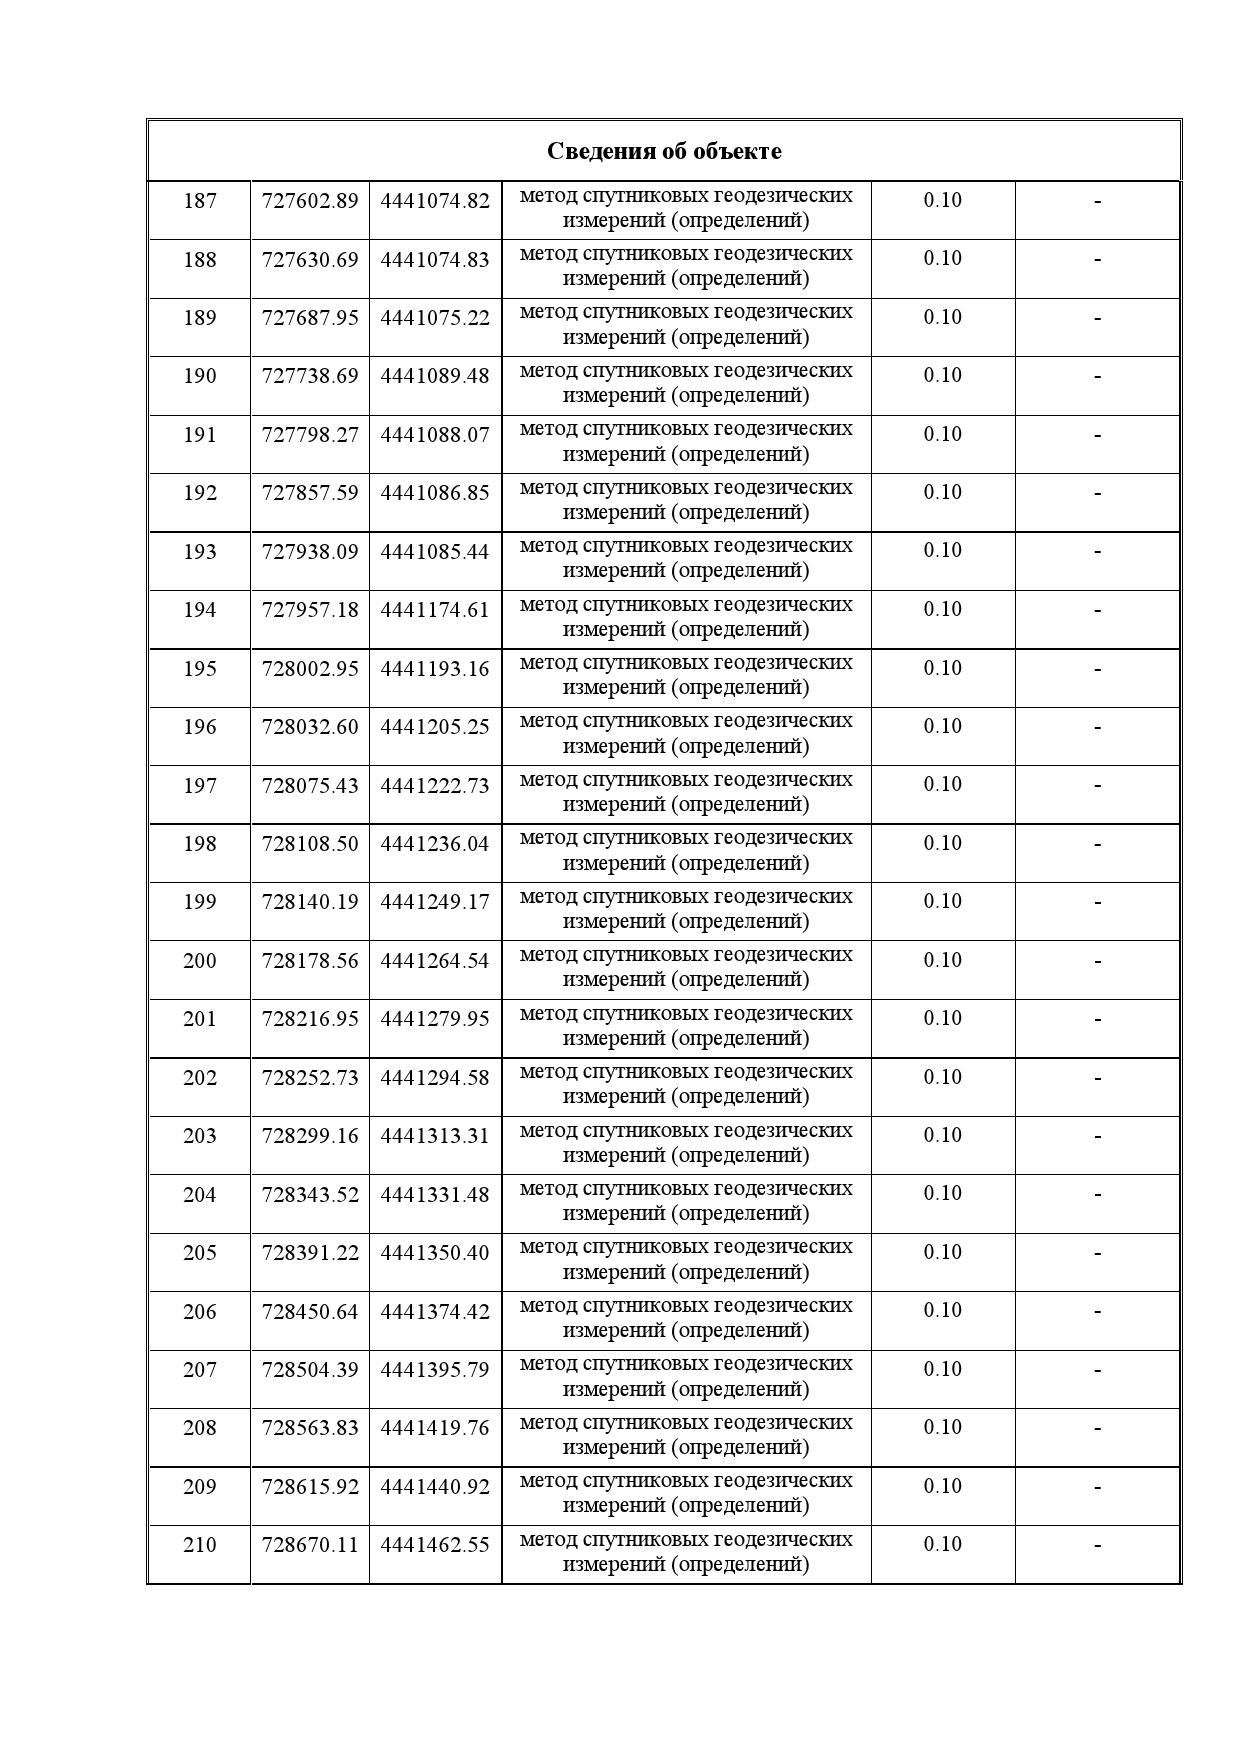 Сведения об объекте
187 727602.89 4441074.82 метод спутниковых геодезических измерений (определений) 0.10 -
188 727630.69 4441074.83 метод спутниковых геодезических измерений (определений) 0.10 -
189 727687.95 4441075.22 метод спутниковых геодезических измерений (определений) 0.10 -
190 727738.69 4441089.48 метод спутниковых геодезических измерений (определений) 0.10 -
191 727798.27 4441088.07 метод спутниковых геодезических измерений (определений) 0.10 -
192 727857.59 4441086.85 метод спутниковых геодезических измерений (определений) 0.10 -
193 727938.09 4441085.44 метод спутниковых геодезических измерений (определений) 0.10 -
194 727957.18 4441174.61 метод спутниковых геодезических измерений (определений) 0.10 -
195 728002.95 4441193.16 метод спутниковых геодезических измерений (определений) 0.10 -
196 728032.60 4441205.25 метод спутниковых геодезических измерений (определений) 0.10 -
197 728075.43 4441222.73 метод спутниковых геодезических измерений (определений) 0.10 -
198 728108.50 4441236.04 метод спутниковых геодезических измерений (определений) 0.10 -
199 728140.19 4441249.17 метод спутниковых геодезических измерений (определений) 0.10 -
200 728178.56 4441264.54 метод спутниковых геодезических измерений (определений) 0.10 -
201 728216.95 4441279.95 метод спутниковых геодезических измерений (определений) 0.10 -
202 728252.73 4441294.58 метод спутниковых геодезических измерений (определений) 0.10 -
203 728299.16 4441313.31 метод спутниковых геодезических измерений (определений) 0.10 -
204 728343.52 4441331.48 метод спутниковых геодезических измерений (определений) 0.10 -
205 728391.22 4441350.40 метод спутниковых геодезических измерений (определений) 0.10 -
206 728450.64 4441374.42 метод спутниковых геодезических измерений (определений) 0.10 -
207 728504.39 4441395.79 метод спутниковых геодезических измерений (определений) 0.10 -
208 728563.83 4441419.76 метод спутниковых геодезических измерений (определений) 0.10 -
209 728615.92 4441440.92 метод спутниковых геодезических измерений (определений) 0.10 -
210 728670.11 4441462.55 метод спутниковых геодезических измерений (определений) 0.10 -